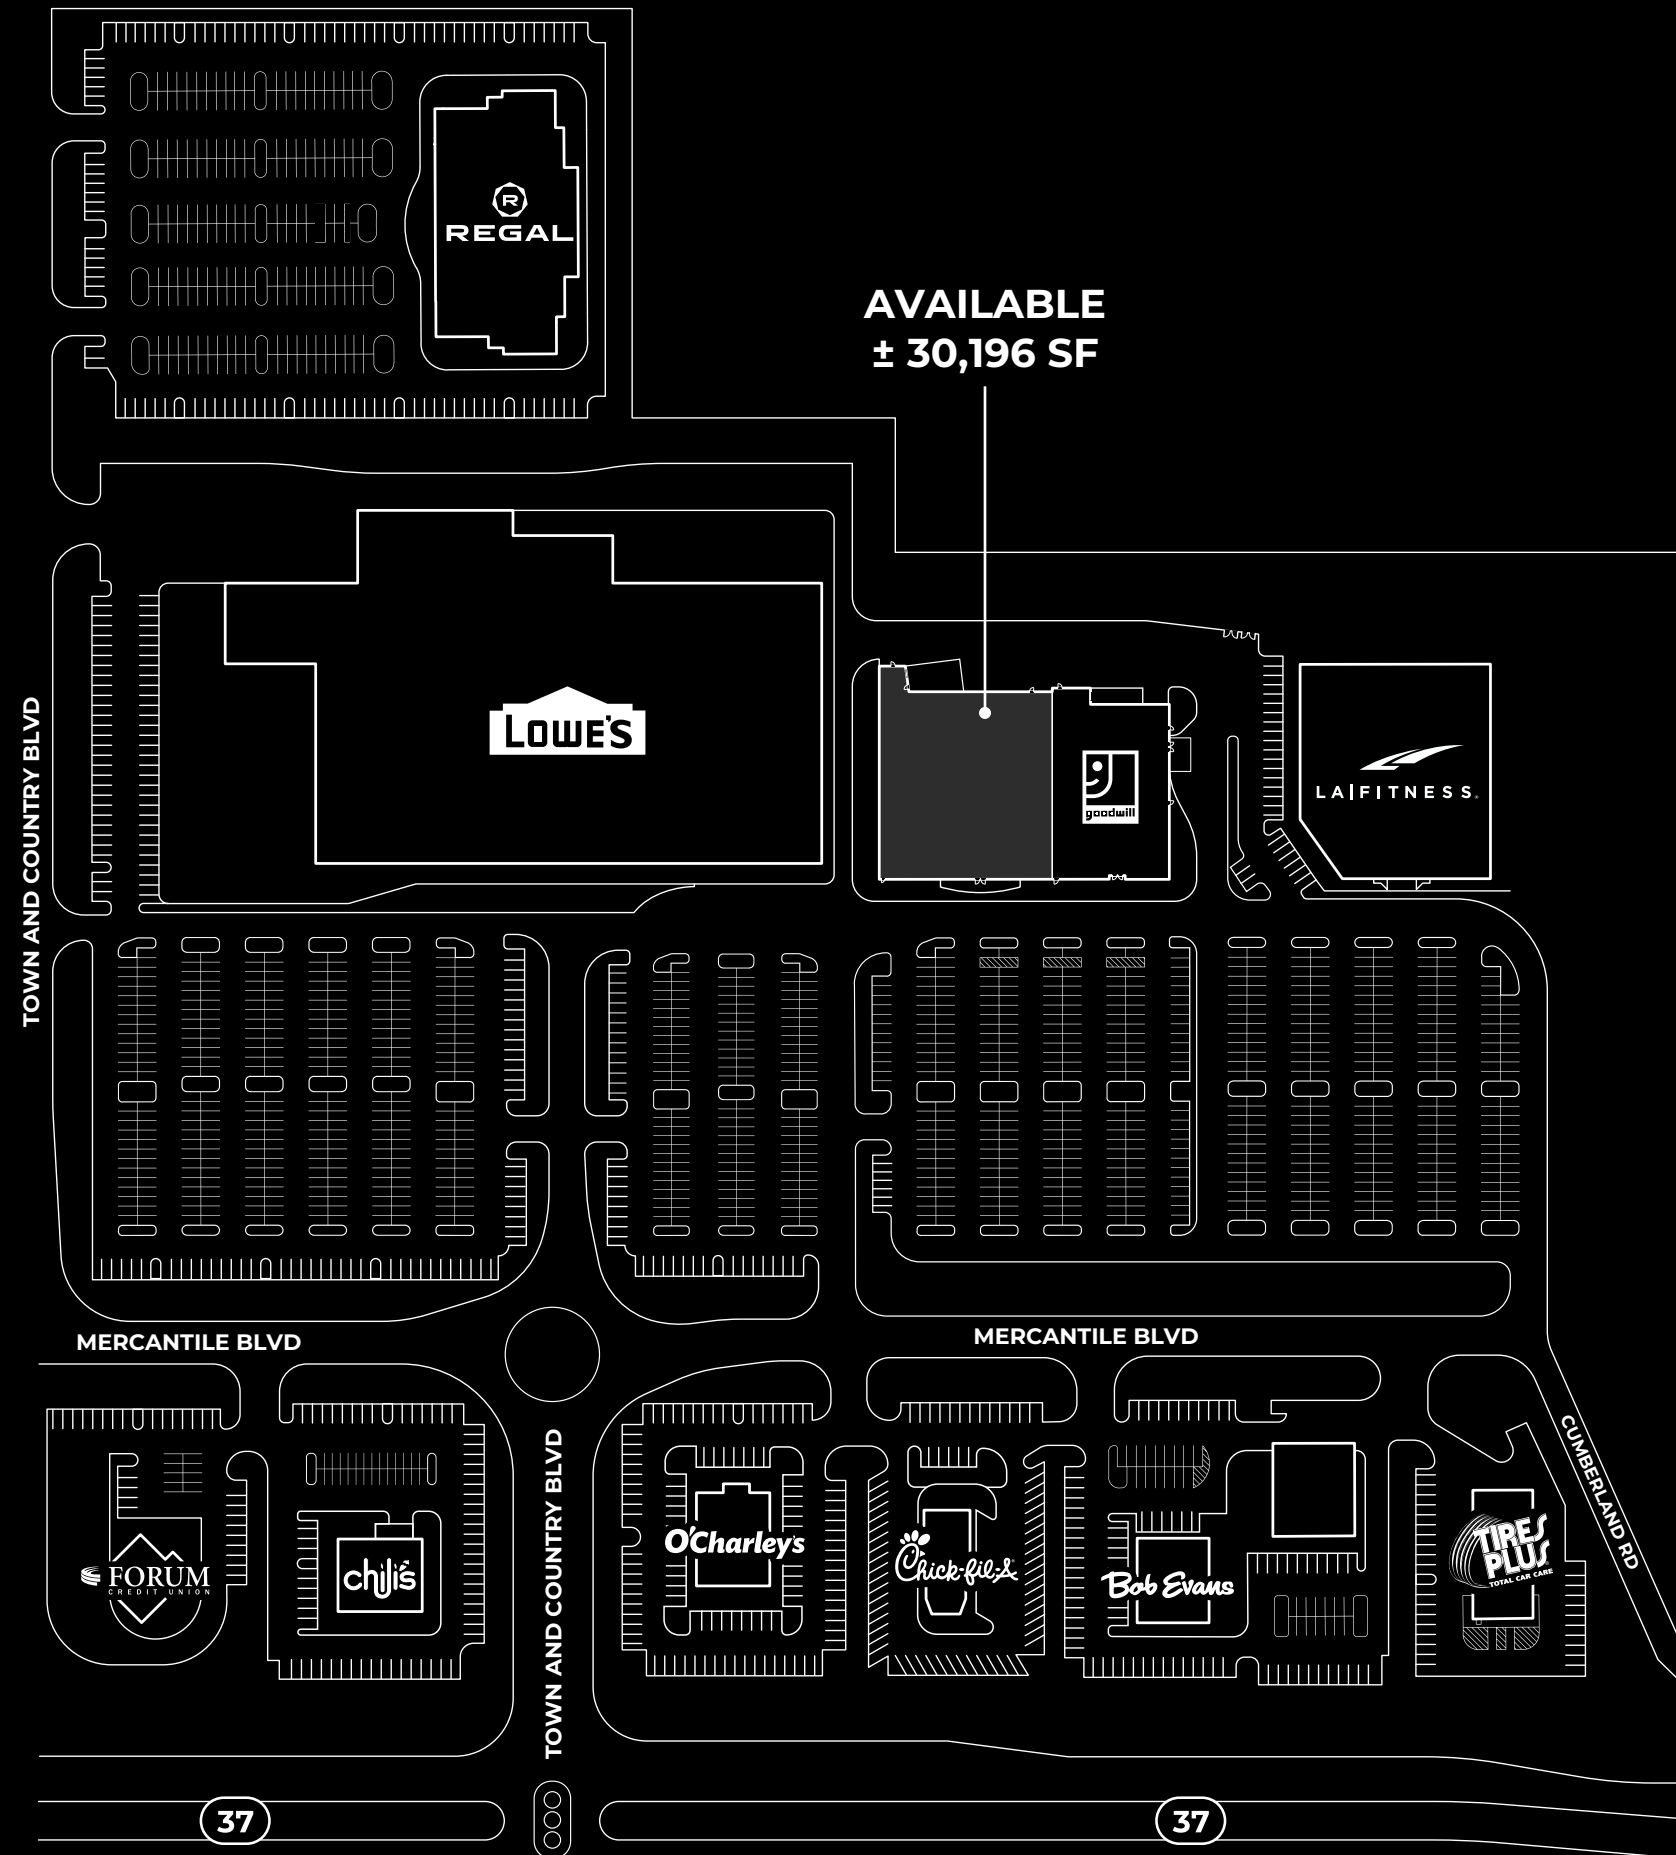 R
REGAL
AVAILABLE
± 30,196 SF
TOWN AND COUNTRY BLVD
LOWE'S
goodwill
LA|FITNESS.
MERCANTILE BLVD
MERCANTILE BLVD
CUMBERLAND RD
TOWN AND COUNTRY BLVD
FORUM
CREDIT UNION
chili's
O'Charley's
Chick-fil-A
Bob Evans
TIRES
PLUS
TOTAL CAR CARE
37
37